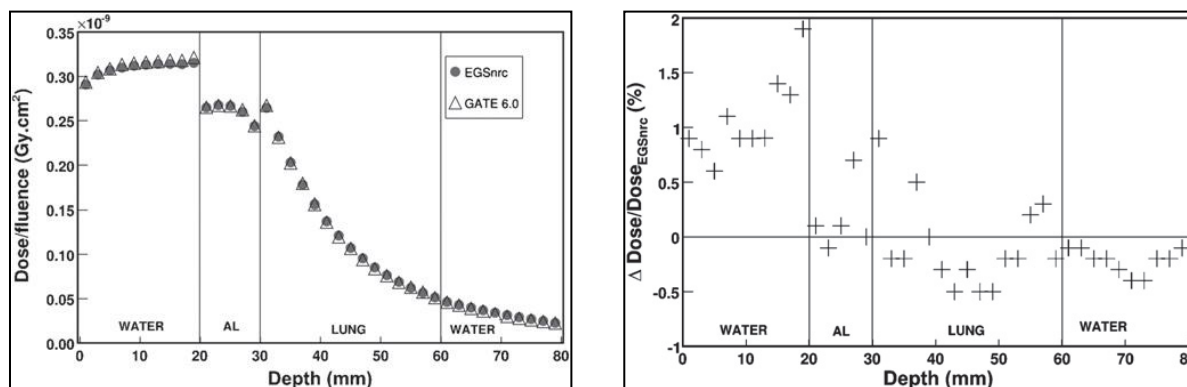 ×10⁻⁹
0.35
0.30
0.25
0.20
0.15
0.10
0.05
0.00
Dose/fluence (Gy.cm²)
EGSnrc
GATE 6.0
WATER AL LUNG WATER
0 10 20 30 40 50 60 70 80
Depth (mm)
2
1.5
1
0.5
0
-0.5
-1
Δ Dose/Dose_EGSnrc (%)
WATER AL LUNG WATER
0 10 20 30 40 50 60 70 80
Depth (mm)